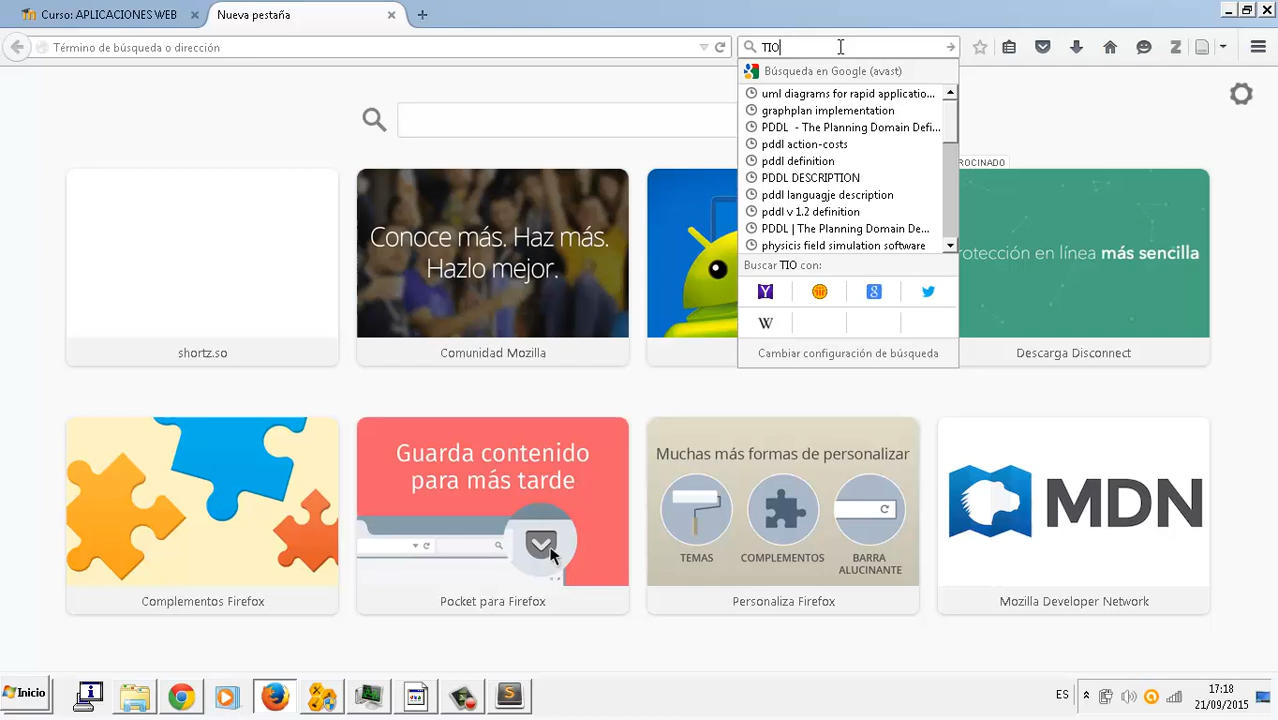 Curso: APLICACIONES WEB
Nueva pestaña
Término de búsqueda o dirección
TIO
Búsqueda en Google (avast)
uml diagrams for rapid applicatio...
graphplan implementation
PDDL - The Planning Domain Defi...
pddl action-costs
pddl definition
PDDL DESCRIPTION
pddl languagje description
pddl v 1.2 definition
PDDL | The Planning Domain De...
physicis field simulation software
Buscar TIO con:
W
Cambiar configuración de búsqueda
ROCINADO
Conoce más. Haz más.
Hazlo mejor.
rotección en línea más sencilla
shortz.so
Comunidad Mozilla
Descarga Disconnect
Guarda contenido
para más tarde
Muchas más formas de personalizar
TEMAS
COMPLEMENTOS
BARRA
ALUCINANTE
MDN
Complementos Firefox
Pocket para Firefox
Personaliza Firefox
Mozilla Developer Network
Inicio
ES
17:18
21/09/2015